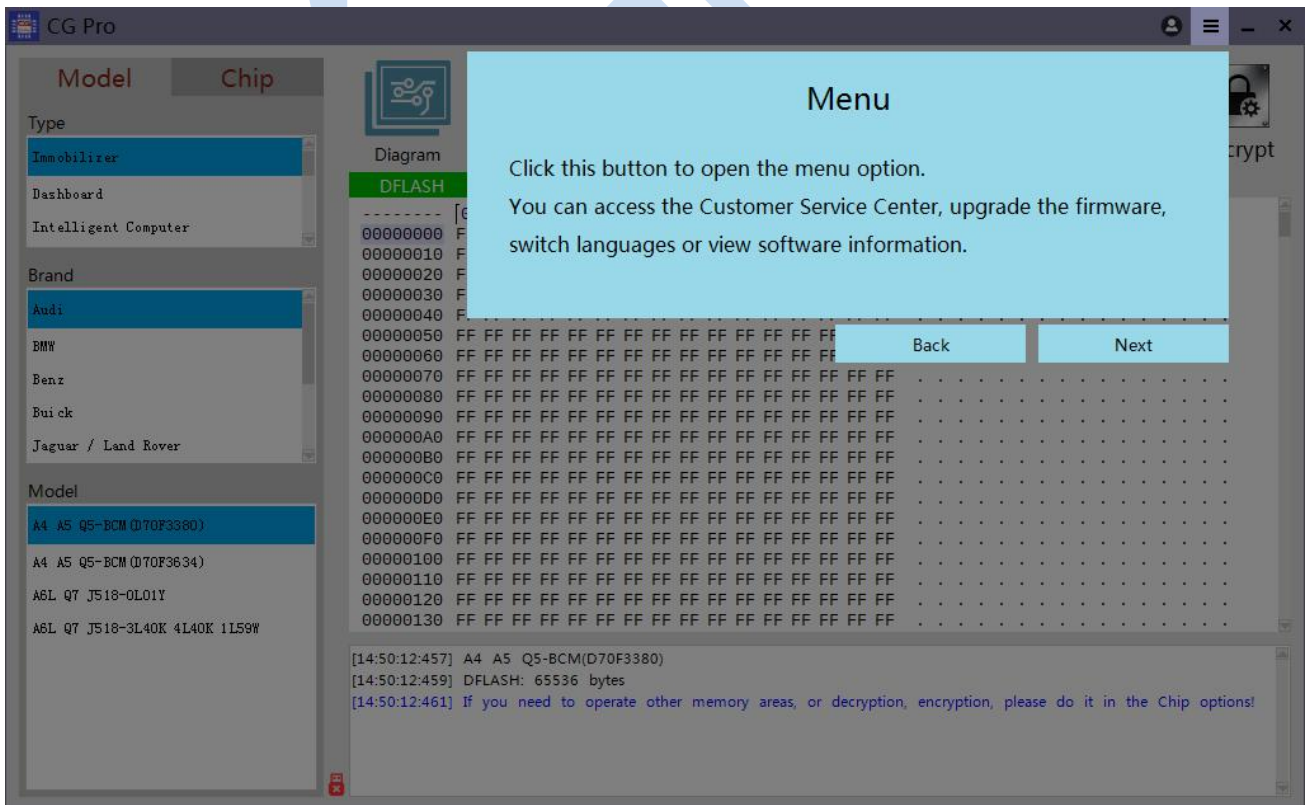 CG Pro
Model Chip
Type
Immobilizer
Dashboard
Intelligent Computer
Brand
Audi
BMW
Benz
Buick
Jaguar / Land Rover
Model
A4 A5 Q5-BCM(D70F3380)
A4 A5 Q5-BCM(D70F3634)
A6L Q7 J518-0L01Y
A6L Q7 J518-3L40K 4L40K 1L59W
Diagram
crypt
DFLASH
Menu
Click this button to open the menu option.
You can access the Customer Service Center, upgrade the firmware,
switch languages or view software information.
Back Next
-------- [0
00000000 F
00000010 F
00000020 F
00000030 F
00000040 F
00000050 FF FF FF FF FF FF FF FF FF FF FF FF FF FF
00000060 FF FF FF FF FF FF FF FF FF FF FF FF FF FF
00000070 FF FF FF FF FF FF FF FF FF FF FF FF FF FF FF FF . . . . . . . . . . . . . . . .
00000080 FF FF FF FF FF FF FF FF FF FF FF FF FF FF FF FF . . . . . . . . . . . . . . . .
00000090 FF FF FF FF FF FF FF FF FF FF FF FF FF FF FF FF . . . . . . . . . . . . . . . .
000000A0 FF FF FF FF FF FF FF FF FF FF FF FF FF FF FF FF . . . . . . . . . . . . . . . .
000000B0 FF FF FF FF FF FF FF FF FF FF FF FF FF FF FF FF . . . . . . . . . . . . . . . .
000000C0 FF FF FF FF FF FF FF FF FF FF FF FF FF FF FF FF . . . . . . . . . . . . . . . .
000000D0 FF FF FF FF FF FF FF FF FF FF FF FF FF FF FF FF . . . . . . . . . . . . . . . .
000000E0 FF FF FF FF FF FF FF FF FF FF FF FF FF FF FF FF . . . . . . . . . . . . . . . .
000000F0 FF FF FF FF FF FF FF FF FF FF FF FF FF FF FF FF . . . . . . . . . . . . . . . .
00000100 FF FF FF FF FF FF FF FF FF FF FF FF FF FF FF FF . . . . . . . . . . . . . . . .
00000110 FF FF FF FF FF FF FF FF FF FF FF FF FF FF FF FF . . . . . . . . . . . . . . . .
00000120 FF FF FF FF FF FF FF FF FF FF FF FF FF FF FF FF . . . . . . . . . . . . . . . .
00000130 FF FF FF FF FF FF FF FF FF FF FF FF FF FF FF FF . . . . . . . . . . . . . . . .
[14:50:12:457] A4 A5 Q5-BCM(D70F3380)
[14:50:12:459] DFLASH: 65536 bytes
[14:50:12:461] If you need to operate other memory areas, or decryption, encryption, please do it in the Chip options!